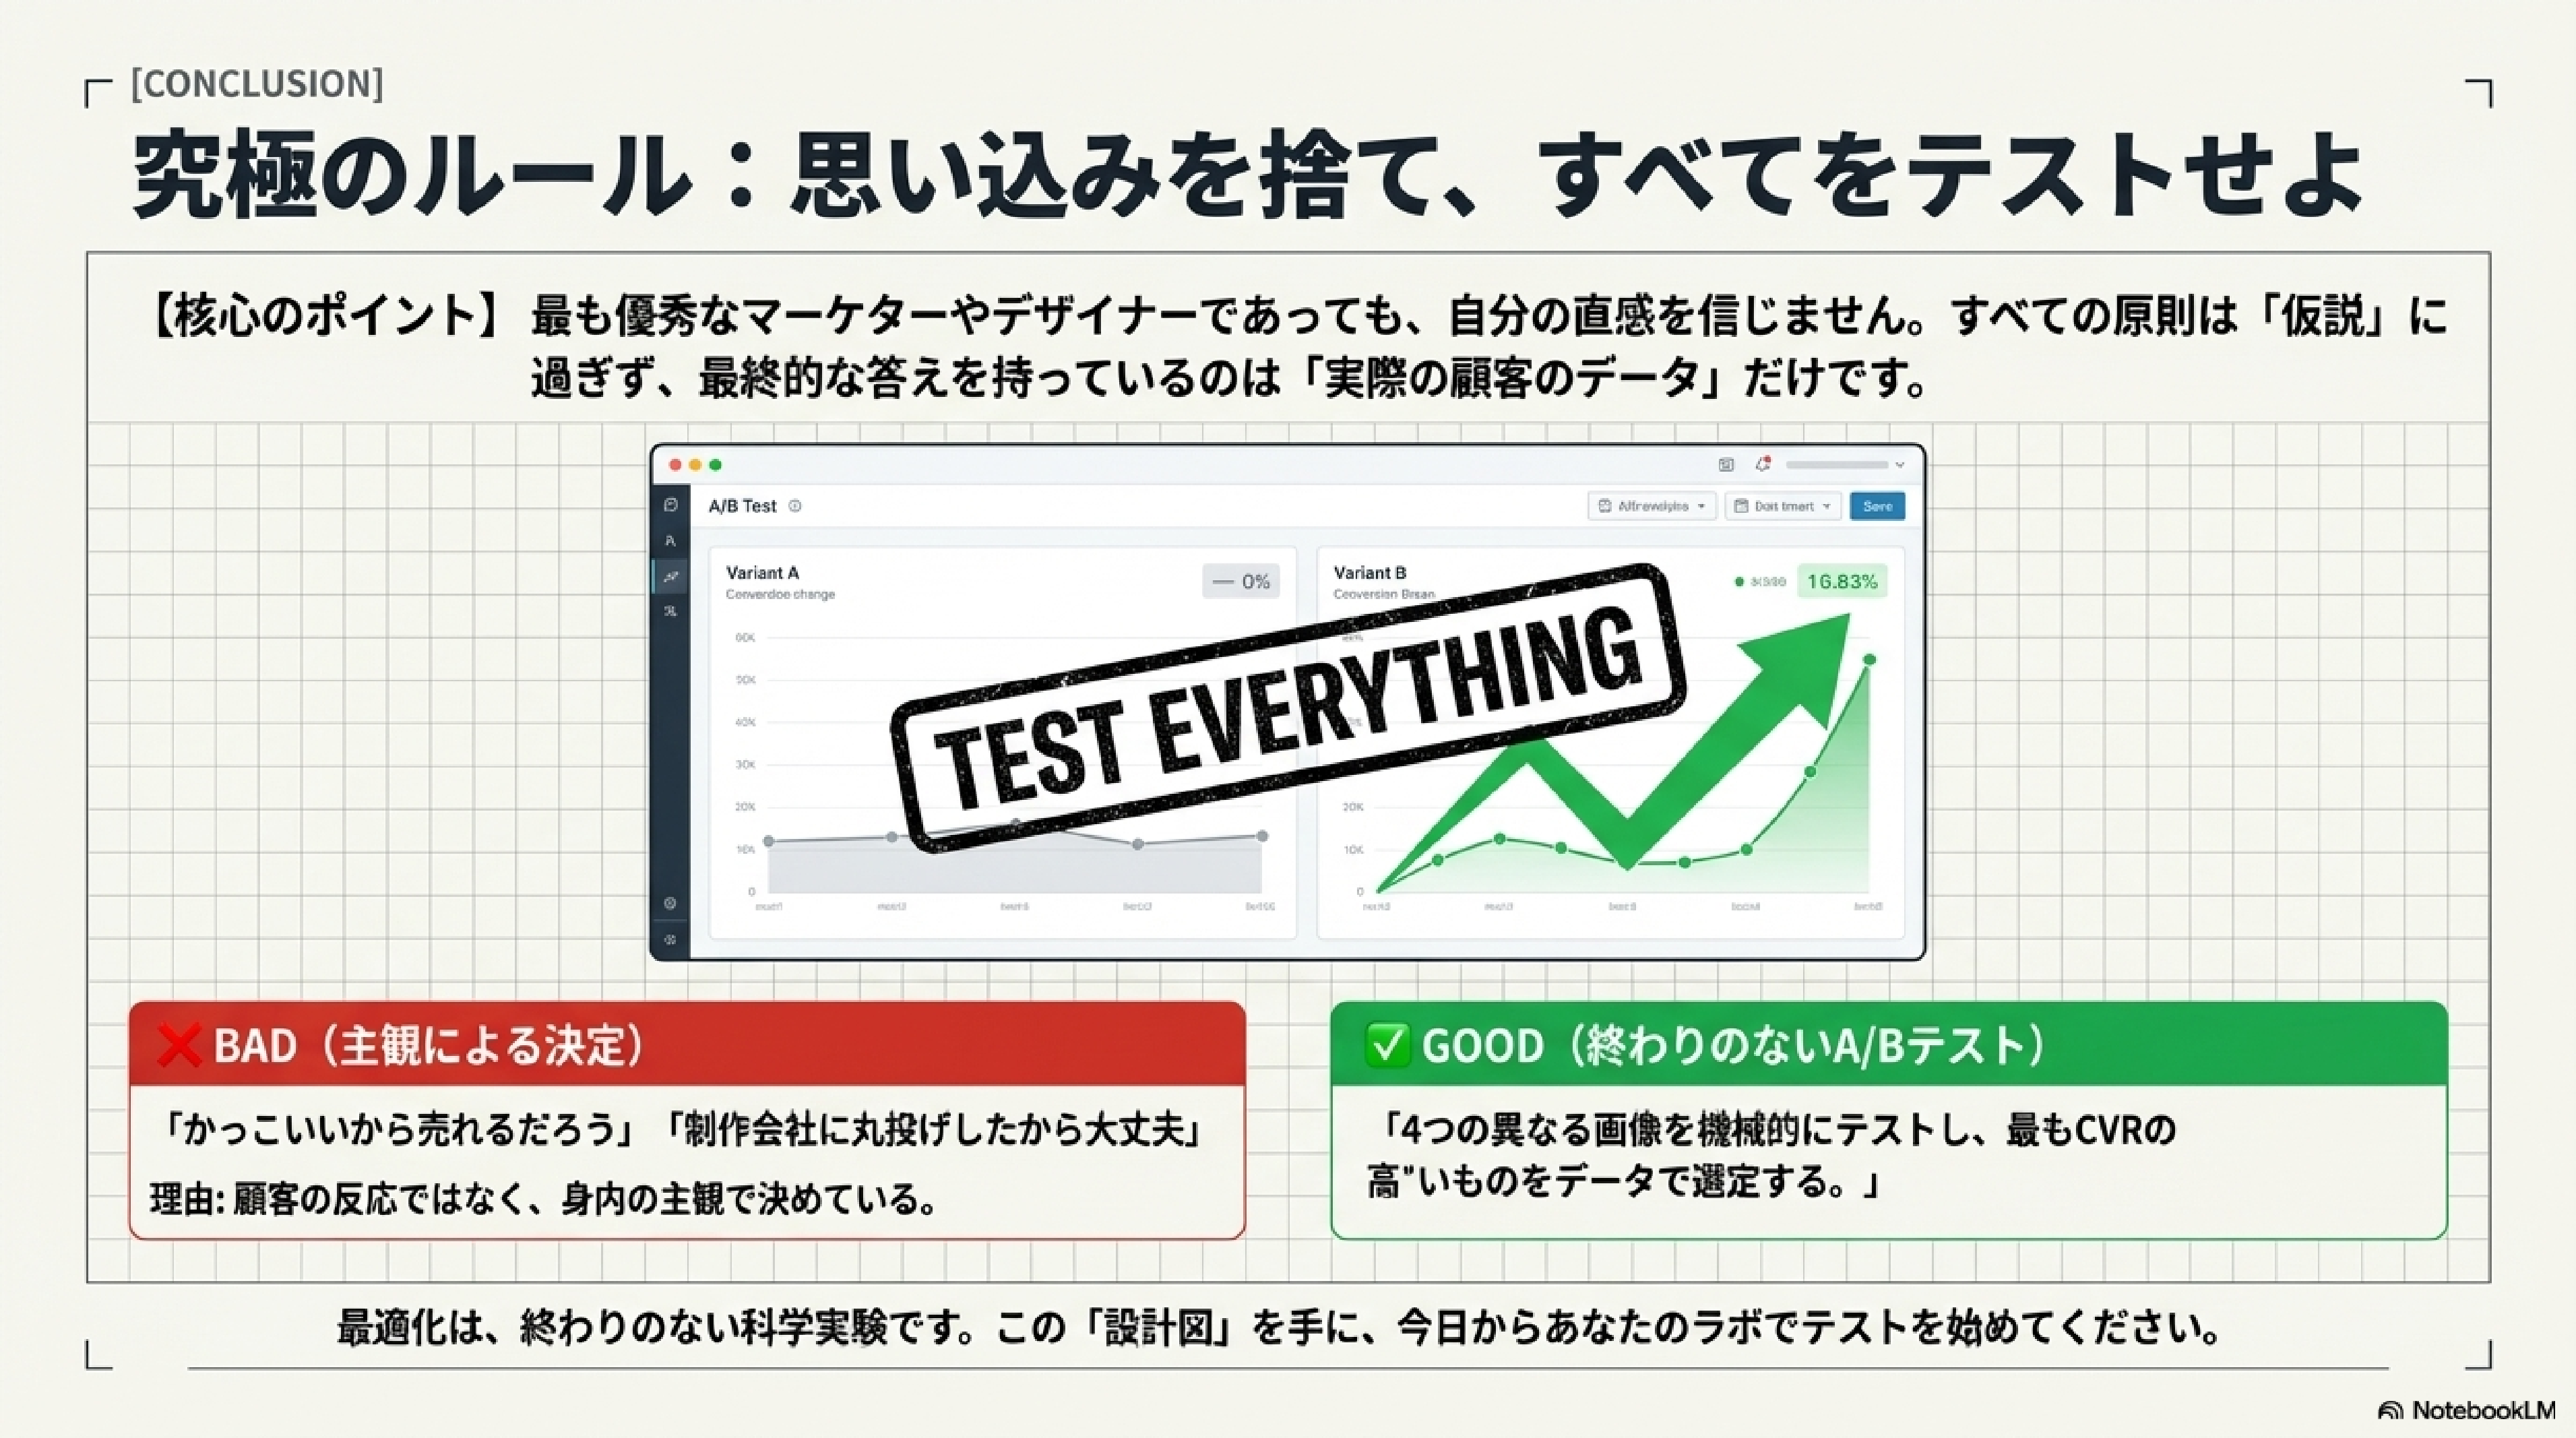 [CONCLUSION]
究極のルール：思い込みを捨て、すべてをテストせよ
【核心のポイント】 最も優秀なマーケターやデザイナーであっても、自分の直感を信じません。すべての原則は「仮説」に
過ぎず、最終的な答えを持っているのは「実際の顧客のデータ」だけです。
A/B Test
Variant A
— 0%
change
60K
50K
40K
30K
20K
10K
0
Variant B
16.83%
Conversion
20K
10K
0
TEST EVERYTHING
❌ BAD（主観による決定）
「かっこいいから売れるだろう」「制作会社に丸投げしたから大丈夫」
理由: 顧客の反応ではなく、身内の主観で決めている。
✅ GOOD（終わりのないA/Bテスト）
「4つの異なる画像を機械的にテストし、最もCVRの
高"いものをデータで選定する。」
最適化は、終わりのない科学実験です。この「設計図」を手に、今日からあなたのラボでテストを始めてください。
NotebookLM